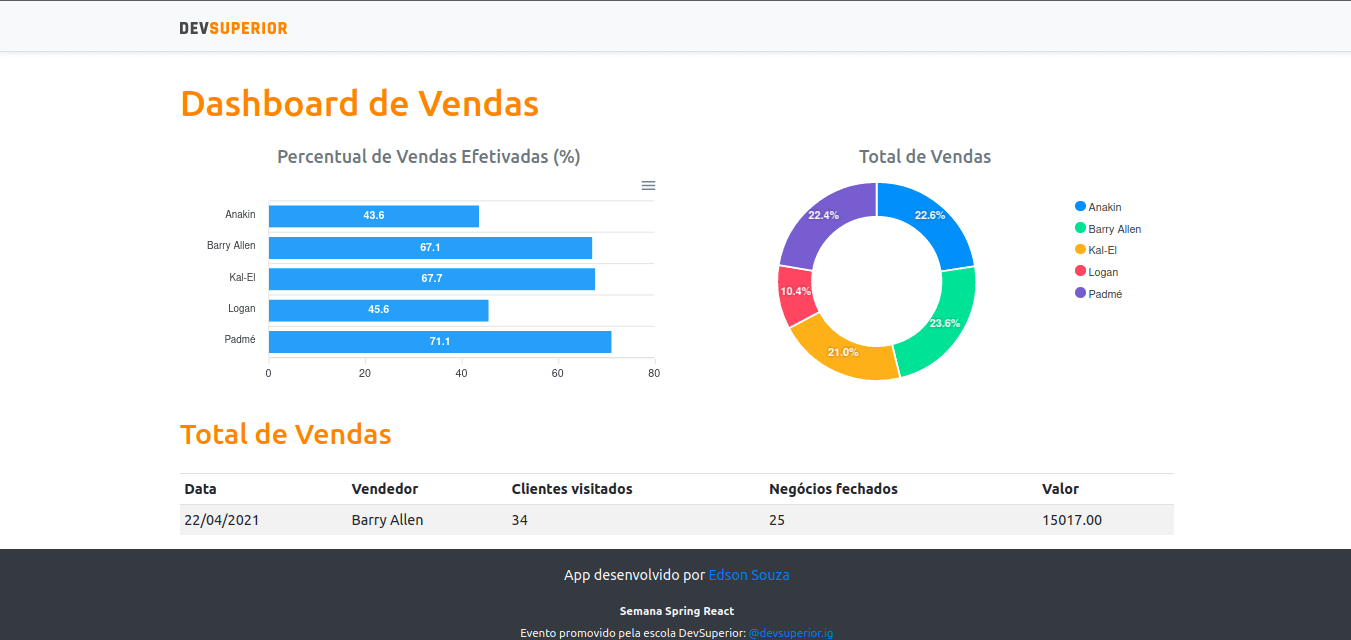 DEVSUPERIOR
Dashboard de Vendas
Percentual de Vendas Efetivadas (%)
Anakin 43.6
Barry Allen 67.1
Kal-El 67.7
Logan 45.6
Padmé 71.1
0 20 40 60 80
Total de Vendas
22.4% 22.6%
10.4%
23.6%
21.0%
Anakin
Barry Allen
Kal-El
Logan
Padmé
Total de Vendas
Data Vendedor Clientes visitados Negócios fechados Valor
22/04/2021 Barry Allen 34 25 15017.00
App desenvolvido por Edson Souza
Semana Spring React
Evento promovido pela escola DevSuperior: @devsuperior.ig